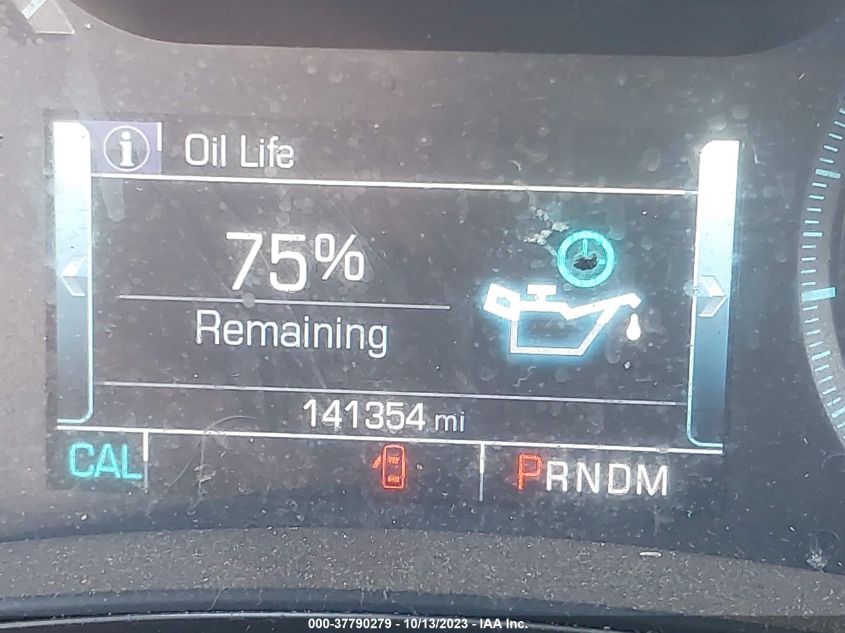 i Oil Life
75%
Remaining
141354 mi
CAL PRNDM
000-37790279 - 10/13/2023 - IAA Inc.